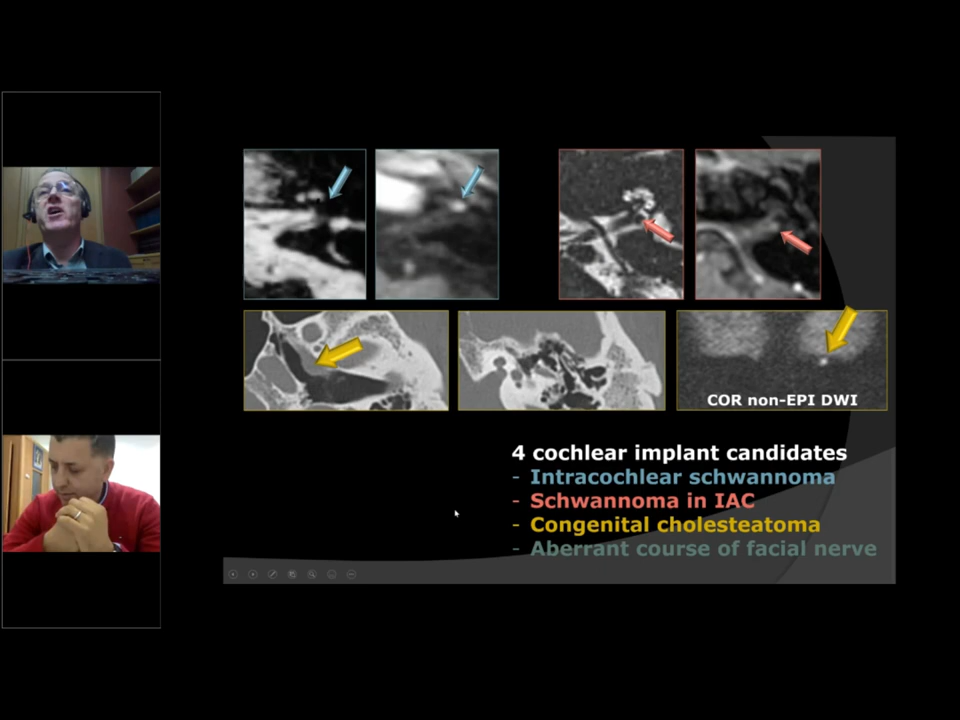 COR non-EPI DWI
4 cochlear implant candidates
- Intracochlear schwannoma
- Schwannoma in IAC
- Congenital cholesteatoma
- Aberrant course of facial nerve